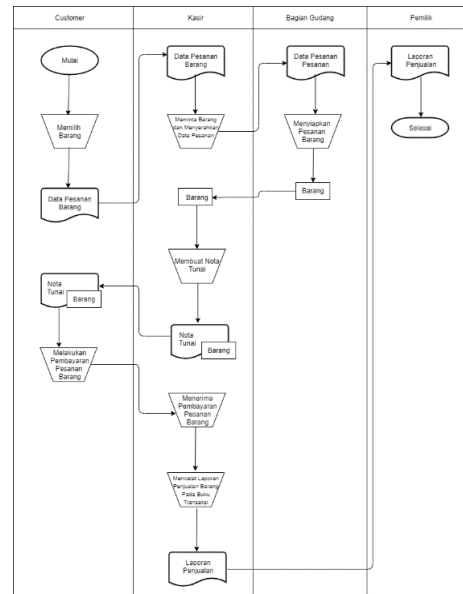 Customer
Kasir
Bagian Gudang
Pemilik
Mulai
Data Pesanan
Barang
Data Pesanan
Pesanan
Laporan
Penjualan
Memilih
Barang
Meminta Barang
dan Menyerahkan
Data Pesanan
Menyiapkan
Pesanan
Barang
Selesai
Data Pesanan
Barang
Barang
Barang
Membuat Nota
Tunai
Nota
Tunai
Barang
Nota
Tunai
Barang
Melakukan
Pembayaran
Pesanan
Barang
Menerima
Pembayaran
Pesanan
Barang
Mencatat Laporan
Penjualan Barang
Pada Buku
Transaksi
Laporan
Penjualan